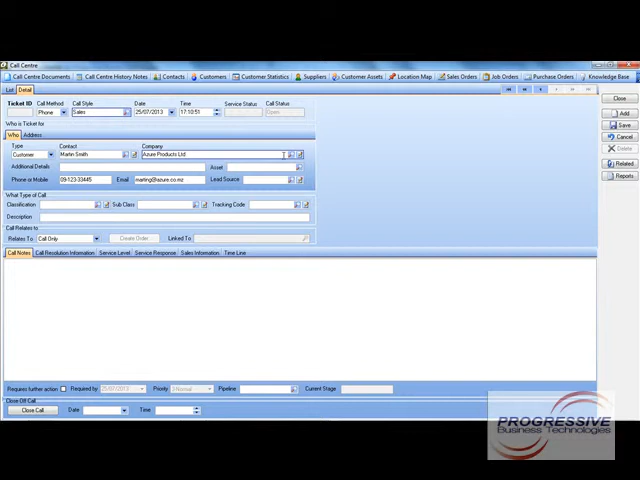 Call Centre
Call Centre Documents Call Centre History Notes Contacts Customers Customer Statistics Suppliers Customer Assets Location Map Sales Orders Job Orders Purchase Orders Knowledge Base
List Detail
Ticket ID Call Method Call Style Date Time Service Status Call Status
Phone Sales 25/07/2013 17:10:51 Open
Who is Ticket for
Who Address
Type Contact Company
Customer Martin Smith Azure Products Ltd
Additional Details Asset
Phone or Mobile 09-123-33445 Email marting@azure.co.nz Lead Source
What Type of Call
Classification Sub Class Tracking Code
Description
Call Relates to
Relates To Call Only Create Order Linked To
Call Notes Call Resolution Information Service Level Service Response Sales Information Time Line
Requires further action Required by 25/07/2013 Priority 3-Normal Pipeline Current Stage
Close Off Call
Close Call Date Time
Close
Add
Save
Cancel
Delete
Related
Reports
PROGRESSIVE
Business Technologies